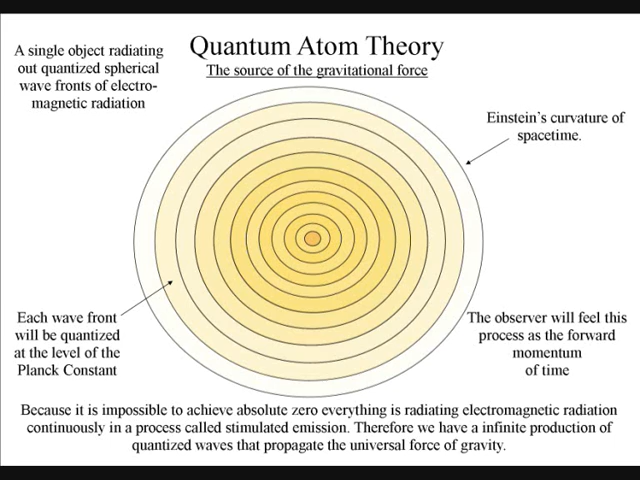 Quantum Atom Theory
The source of the gravitational force
A single object radiating
out quantized spherical
wave fronts of electro-
magnetic radiation
Einstein's curvature of
spacetime.
Each wave front
will be quantized
at the level of the
Planck Constant
The observer will feel this
process as the forward
momentum
of time
Because it is impossible to achieve absolute zero everything is radiating electromagnetic radiation
continuously in a process called stimulated emission. Therefore we have a infinite production of
quantized waves that propagate the universal force of gravity.